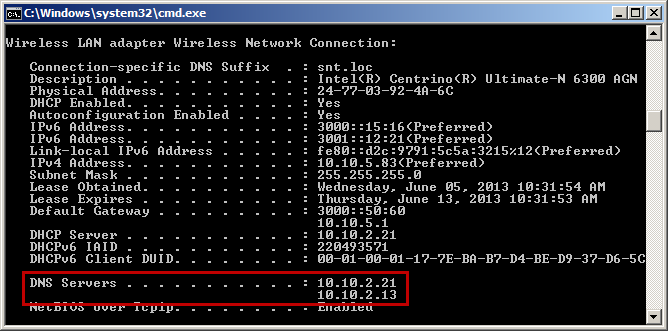 C:\Windows\system32\cmd.exe
Wireless LAN adapter Wireless Network Connection:
Connection-specific DNS Suffix . : snt.loc
Description . . . . . . . . . . . : Intel(R) Centrino(R) Ultimate-N 6300 AGN
Physical Address. . . . . . . . . : 24-77-03-92-4A-6C
DHCP Enabled. . . . . . . . . . . : Yes
Autoconfiguration Enabled . . . . : Yes
IPv6 Address. . . . . . . . . . . : 3000::15:16(Preferred)
IPv6 Address. . . . . . . . . . . : 3001::12:21(Preferred)
Link-local IPv6 Address . . . . . : fe80::d2c:9791:5c5a:3215%12(Preferred)
IPv4 Address. . . . . . . . . . . : 10.10.5.83(Preferred)
Subnet Mask . . . . . . . . . . . : 255.255.255.0
Lease Obtained. . . . . . . . . . : Wednesday, June 05, 2013 10:31:54 AM
Lease Expires . . . . . . . . . . : Thursday, June 13, 2013 10:31:53 AM
Default Gateway . . . . . . . . . : 3000::50:60
10.10.5.1
DHCP Server . . . . . . . . . . . : 10.10.2.21
DHCPv6 IAID . . . . . . . . . . . : 220493571
DHCPv6 Client DUID. . . . . . . . : 00-01-00-01-17-7E-BA-B7-D4-BE-D9-37-D6-5C
DNS Servers . . . . . . . . . . . : 10.10.2.21
10.10.2.13
NetBIOS over Tcpip. . . . . . . . : Enabled